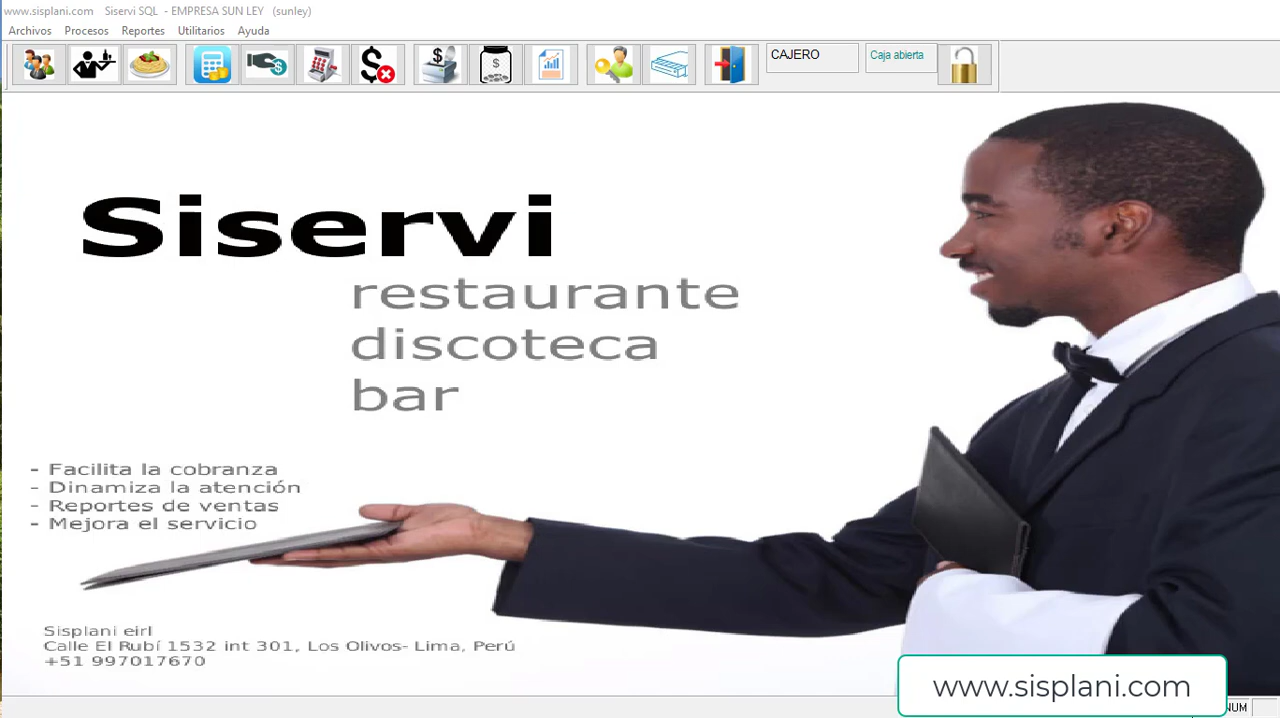 www.sisplani.com Siservi SQL - EMPRESA SUN LEY (sunley)
Archivos Procesos Reportes Utilitarios Ayuda
CAJERO Caja abierta
Siservi
restaurante
discoteca
bar
- Facilita la cobranza
- Dinamiza la atención
- Reportes de ventas
- Mejora el servicio
Sisplani eirl
Calle El Rubí 1532 int 301, Los Olivos- Lima, Perú
+51 997017670
www.sisplani.com
NUM